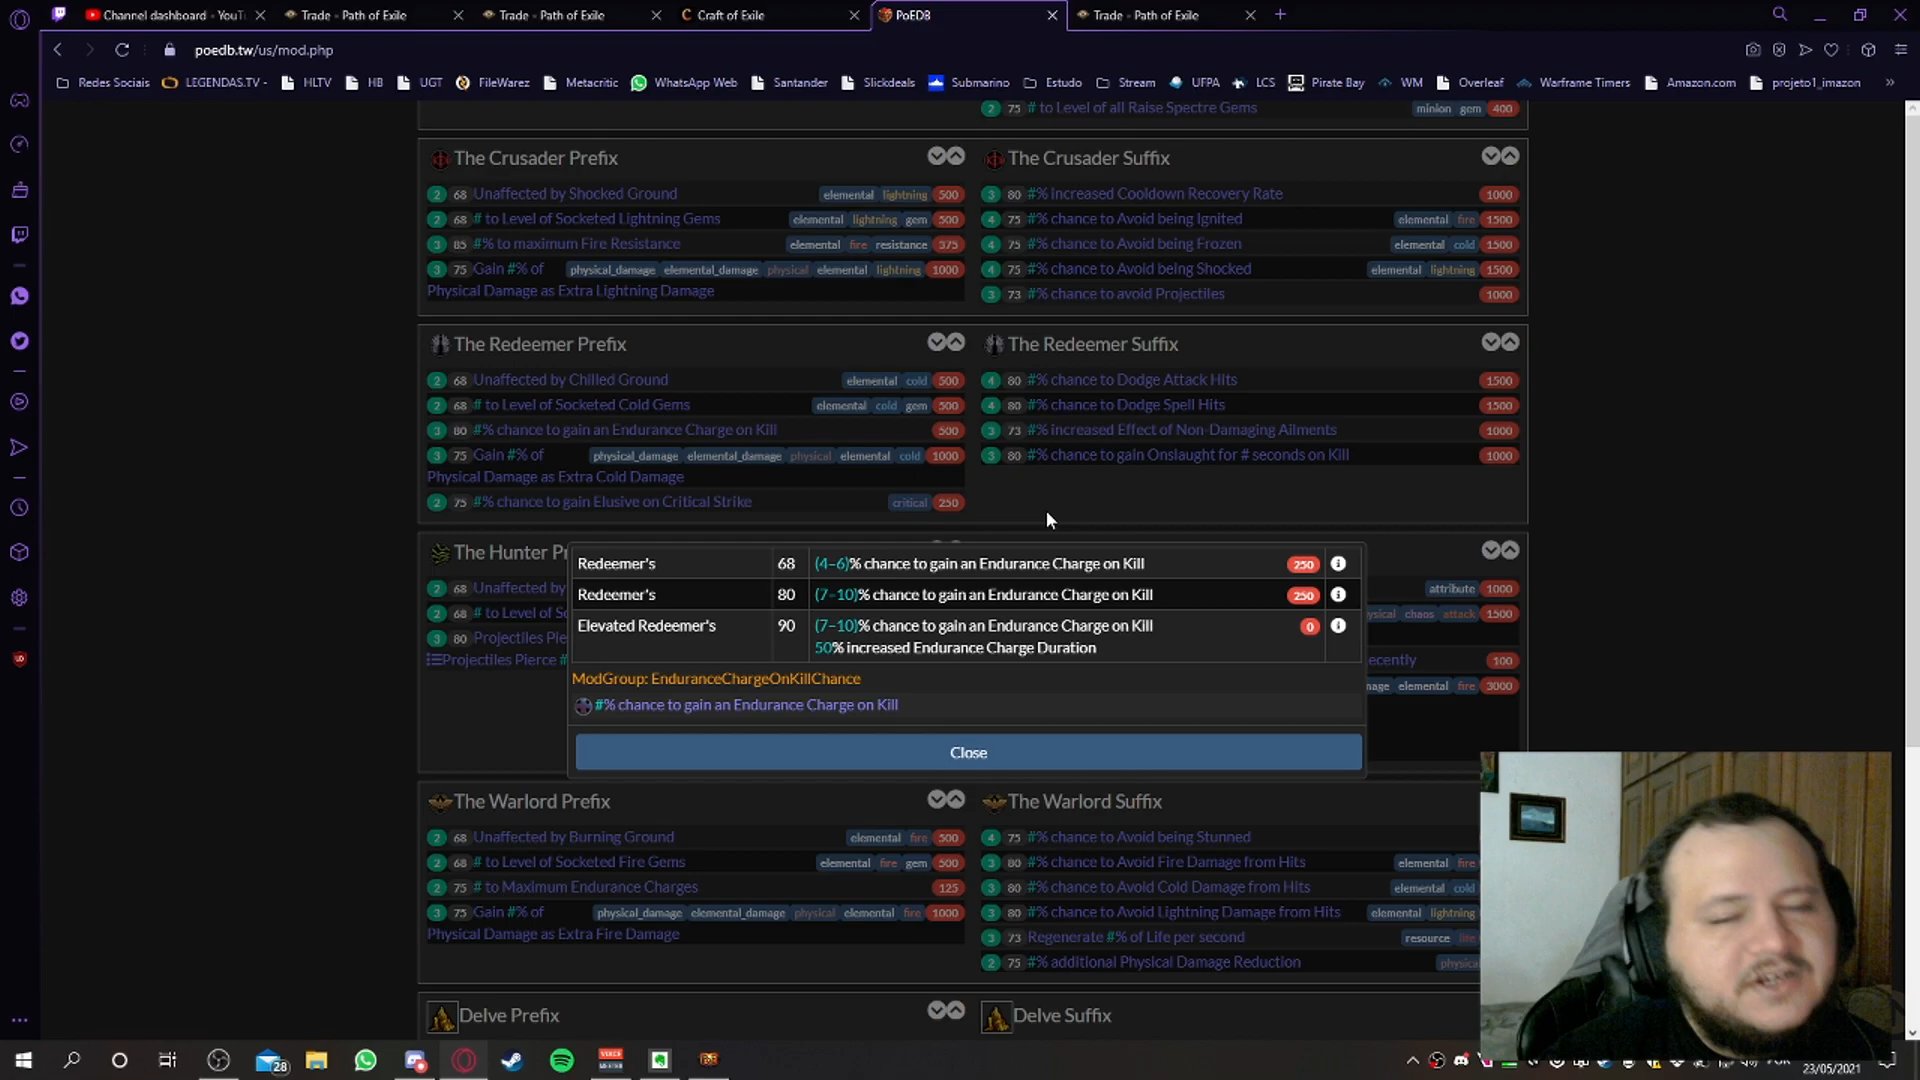 Channel dashboard - YouT
Trade - Path of Exile
Trade - Path of Exile
Craft of Exile
PoEDB
Trade - Path of Exile
poedb.tw/us/mod.php
Redes Sociais
LEGENDAS.TV -
HLTV
HB
UGT
FileWarez
Metacritic
WhatsApp Web
Santander
Slickdeals
Submarino
Estudo
Stream
UFPA
LCS
Pirate Bay
WM
Overleaf
Warframe Timers
Amazon.com
projeto1_imazon
2 75 # to Level of all Raise Spectre Gems minion gem 400
The Crusader Prefix
2 68 Unaffected by Shocked Ground elemental lightning 500
2 68 # to Level of Socketed Lightning Gems elemental lightning gem 500
3 85 #% to maximum Fire Resistance elemental fire resistance 375
3 75 Gain #% of physical_damage elemental_damage physical elemental lightning 1000
Physical Damage as Extra Lightning Damage
The Crusader Suffix
3 80 #% increased Cooldown Recovery Rate 1000
4 75 #% chance to Avoid being Ignited elemental fire 1500
4 75 #% chance to Avoid being Frozen elemental cold 1500
4 75 #% chance to Avoid being Shocked elemental lightning 1500
3 73 #% chance to avoid Projectiles 1000
The Redeemer Prefix
2 68 Unaffected by Chilled Ground elemental cold 500
2 68 # to Level of Socketed Cold Gems elemental cold gem 500
3 80 #% chance to gain an Endurance Charge on Kill 500
3 75 Gain #% of physical_damage elemental_damage physical elemental cold 1000
Physical Damage as Extra Cold Damage
2 75 #% chance to gain Elusive on Critical Strike critical 250
The Redeemer Suffix
4 80 #% chance to Dodge Attack Hits 1500
4 80 #% chance to Dodge Spell Hits 1500
3 73 #% increased Effect of Non-Damaging Ailments 1000
3 80 #% chance to gain Onslaught for # seconds on Kill 1000
The Hunter Pr
2 68 Unaffected by
2 68 # to Level of So
3 80 Projectiles Pierce
Projectiles Pierce #
attribute 1000
physical chaos attack 1500
ecently 100
mage elemental fire 3000
Redeemer's 68 (4–6)% chance to gain an Endurance Charge on Kill 250
Redeemer's 80 (7–10)% chance to gain an Endurance Charge on Kill 250
Elevated Redeemer's 90 (7–10)% chance to gain an Endurance Charge on Kill 0
50% increased Endurance Charge Duration
ModGroup: EnduranceChargeOnKillChance
#% chance to gain an Endurance Charge on Kill
Close
The Warlord Prefix
2 68 Unaffected by Burning Ground elemental fire 500
2 68 # to Level of Socketed Fire Gems elemental fire gem 500
2 75 # to Maximum Endurance Charges 125
3 75 Gain #% of physical_damage elemental_damage physical elemental fire 1000
Physical Damage as Extra Fire Damage
The Warlord Suffix
4 75 #% chance to Avoid being Stunned
3 80 #% chance to Avoid Fire Damage from Hits elemental fire
3 80 #% chance to Avoid Cold Damage from Hits elemental cold
3 80 #% chance to Avoid Lightning Damage from Hits elemental lightning
3 73 Regenerate #% of Life per second resource life
2 75 #% additional Physical Damage Reduction physical
Delve Prefix
Delve Suffix
28
23/05/2021